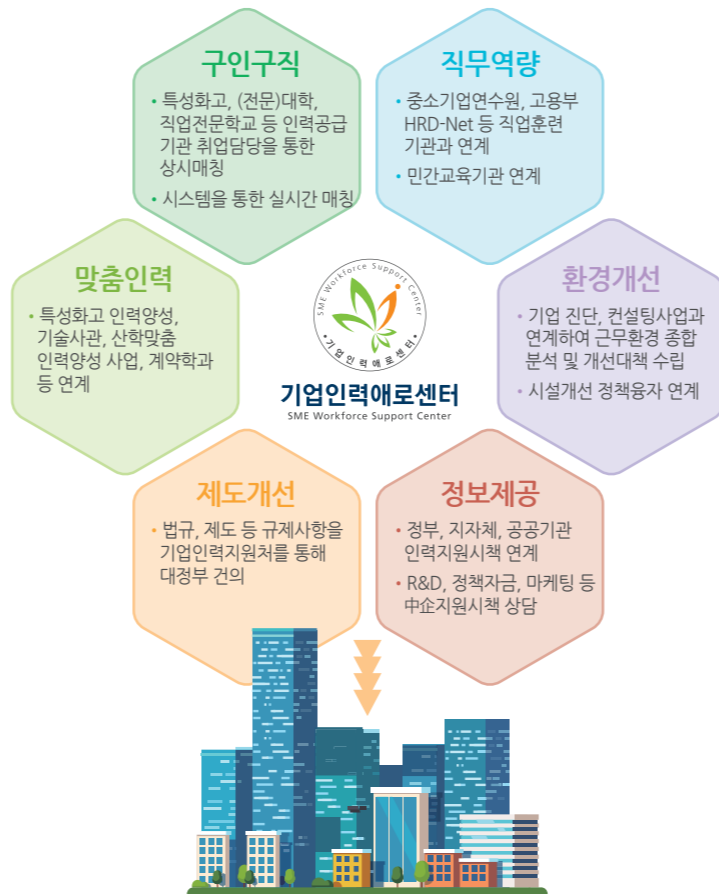 구인구직
• 특성화고, (전문)대학,
직업전문학교 등 인력공급
기관 취업담당을 통한
상시매칭
• 시스템을 통한 실시간 매칭
직무역량
• 중소기업연수원, 고용부
HRD-Net 등 직업훈련
기관과 연계
• 민간교육기관 연계
맞춤인력
• 특성화고 인력양성,
기술사관, 산학맞춤
인력양성 사업, 계약학과
등 연계
SME Workforce Support Center
• 기업인력애로센터 •
기업인력애로센터
SME Workforce Support Center
환경개선
• 기업 진단, 컨설팅사업과
연계하여 근무환경 종합
분석 및 개선대책 수립
• 시설개선 정책융자 연계
제도개선
• 법규, 제도 등 규제사항을
기업인력지원처를 통해
대정부 건의
정보제공
• 정부, 지자체, 공공기관
인력지원시책 연계
• R&D, 정책자금, 마케팅 등
中企지원시책 상담